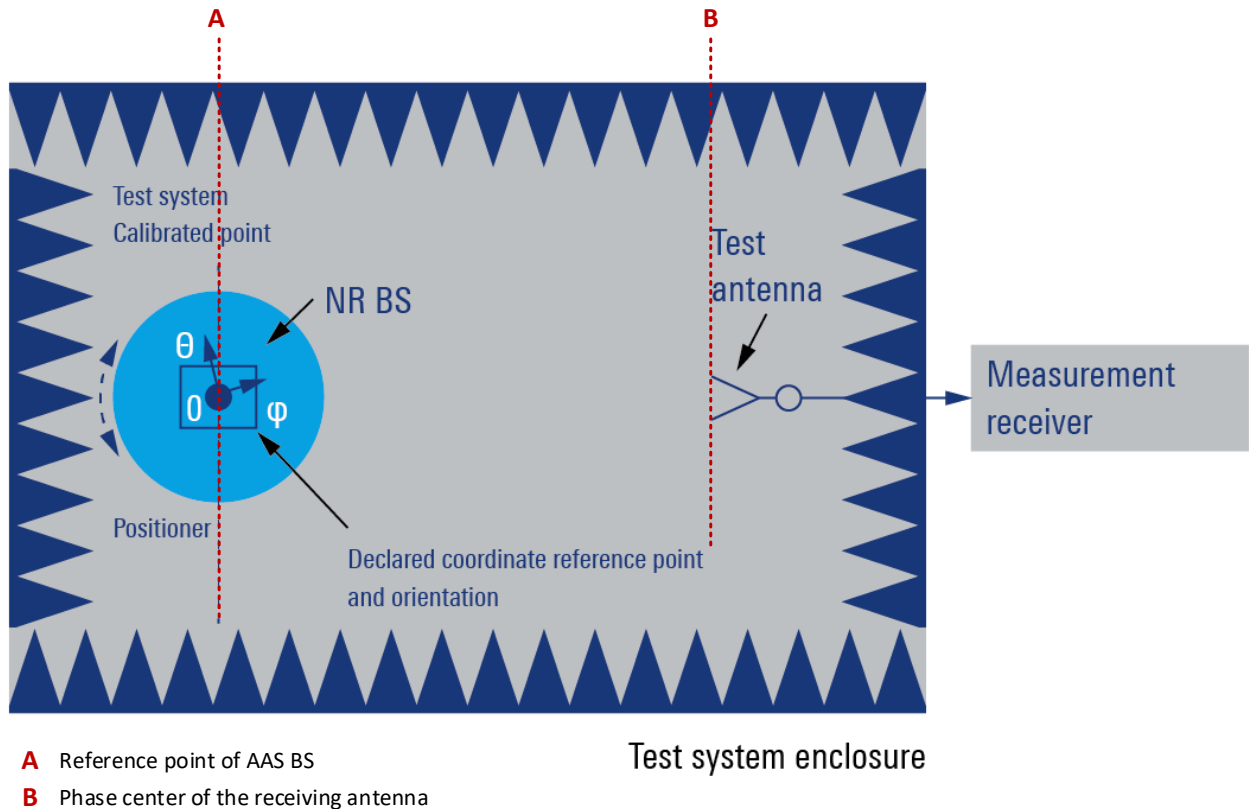 A
B
Test system
Calibrated point
NR BS
Test
antenna
θ
0
φ
Measurement
receiver
Positioner
Declared coordinate reference point
and orientation
A Reference point of AAS BS
Test system enclosure
B Phase center of the receiving antenna